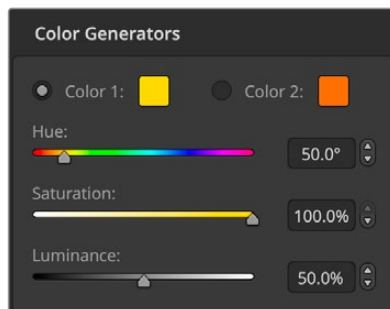 Color Generators
Color 1: Color 2:
Hue:
50.0°
Saturation:
100.0%
Luminance:
50.0%